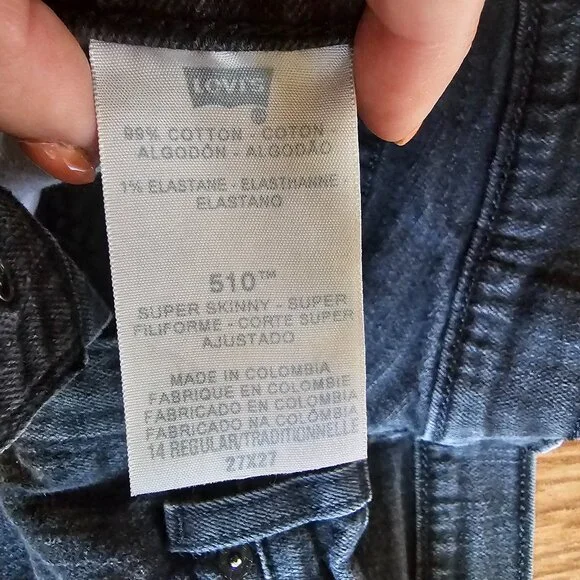 LEVI'S
99% COTTON - COTON -
ALGODÓN - ALGODÃO
1% ELASTANE - ELASTHANNE
ELASTANO
510™
SUPER SKINNY - SUPER
FILIFORME - CORTE SUPER
AJUSTADO
MADE IN COLOMBIA
FABRIQUE EN COLOMBIE
FABRICADO EN COLOMBIA
FABRICADO NA COLÔMBIA
14 REGULAR/TRADITIONNELLE
27X27